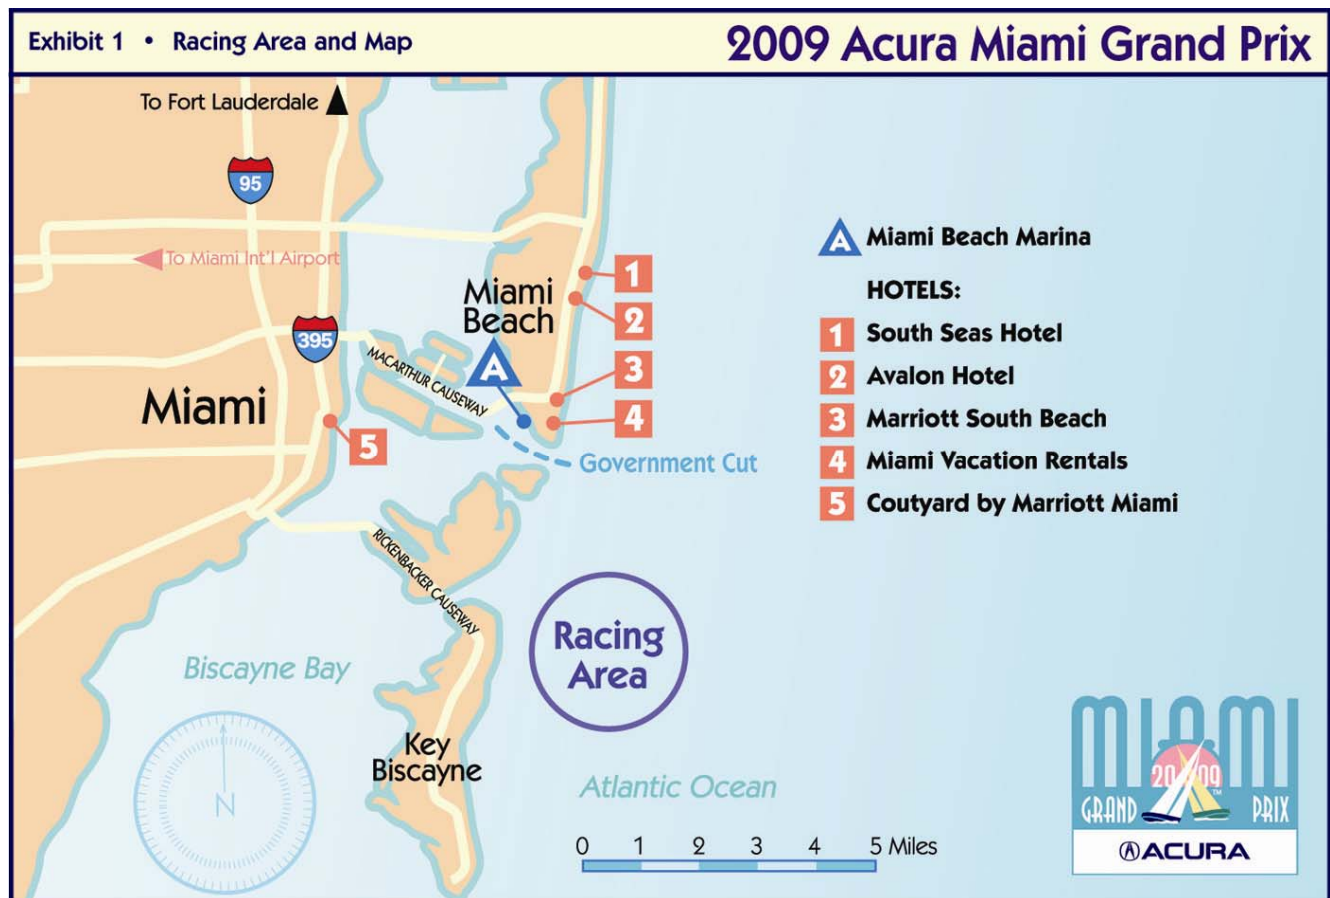 Exhibit 1 • Racing Area and Map
2009 Acura Miami Grand Prix
To Fort Lauderdale
95
To Miami Int'l Airport
395
Miami
Miami
Beach
MACARTHUR CAUSEWAY
A
1
2
3
4
5
Government Cut
RICKENBACKER CAUSEWAY
Racing
Area
Biscayne Bay
Key
Biscayne
Atlantic Ocean
N
0 1 2 3 4 5 Miles
A Miami Beach Marina
HOTELS:
1 South Seas Hotel
2 Avalon Hotel
3 Marriott South Beach
4 Miami Vacation Rentals
5 Coutyard by Marriott Miami
MIAMI
2009
TM
GRAND PRIX
ACURA